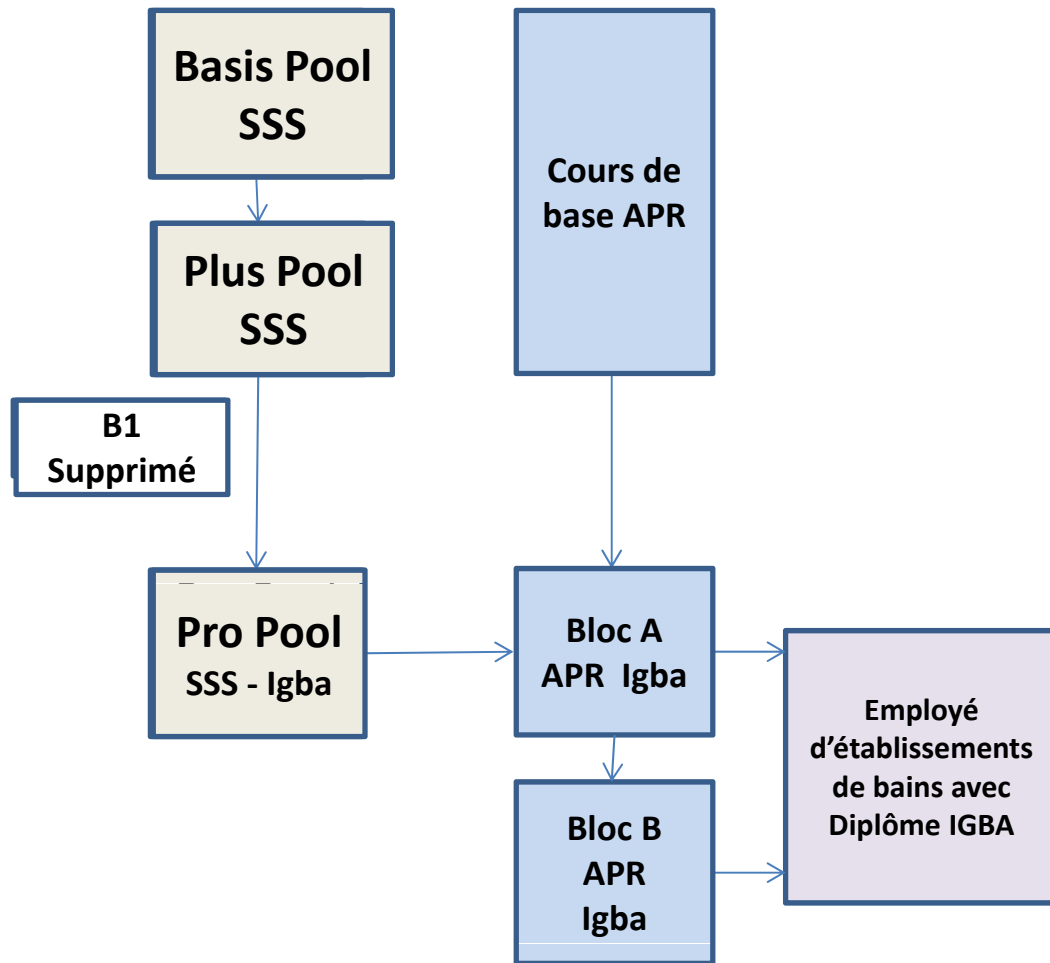 Basis Pool
SSS
Cours de
base APR
Plus Pool
SSS
B1
Supprimé
Pro Pool
SSS - Igba
Bloc A
APR Igba
Employé
d’établissements
de bains avec
Diplôme IGBA
Bloc B
APR
Igba